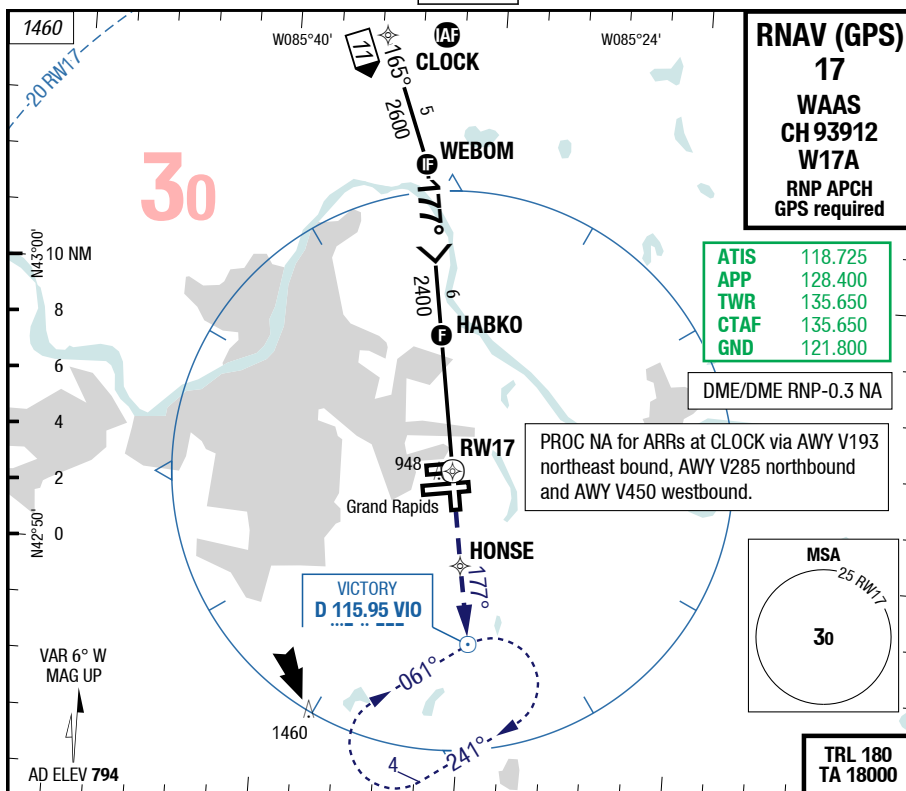 1460
W085°40'
IAF
CLOCK
W085°24'
RNAV (GPS)
17
WAAS
CH 93912
W17A
RNP APCH
GPS required
20 RW17
11
165°
5
2600
IF
WEBOM
30
177°
N43°00'
10 NM
8
6
4
2
0
N42°50'
6
2400
F
HABKO
ATIS 118.725
APP 128.400
TWR 135.650
CTAF 135.650
GND 121.800
DME/DME RNP-0.3 NA
PROC NA for ARRs at CLOCK via AWY V193
northeast bound, AWY V285 northbound
and AWY V450 westbound.
RW17
948
Grand Rapids
HONSE
177°
VICTORY
D 115.95 VIO
MSA
25 RW17
30
061°
241°
4
1460
VAR 6° W
MAG UP
AD ELEV 794
TRL 180
TA 18000